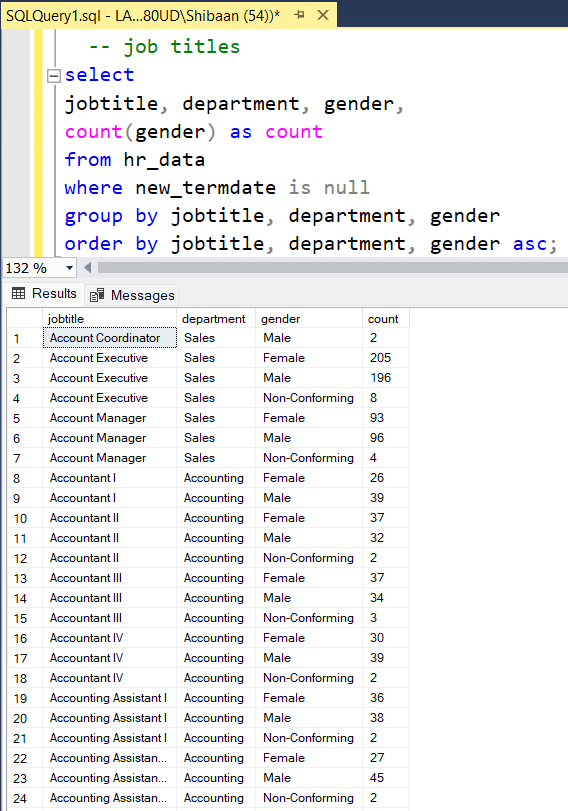 SQLQuery1.sql - LA...80UD\Shibaan (54))*
-- job titles
select
jobtitle, department, gender,
count(gender) as count
from hr_data
where new_termdate is null
group by jobtitle, department, gender
order by jobtitle, department, gender asc;
132 %
Results Messages
jobtitle department gender count
1 Account Coordinator Sales Male 2
2 Account Executive Sales Female 205
3 Account Executive Sales Male 196
4 Account Executive Sales Non-Conforming 8
5 Account Manager Sales Female 93
6 Account Manager Sales Male 96
7 Account Manager Sales Non-Conforming 4
8 Accountant I Accounting Female 26
9 Accountant I Accounting Male 39
10 Accountant II Accounting Female 37
11 Accountant II Accounting Male 32
12 Accountant II Accounting Non-Conforming 2
13 Accountant III Accounting Female 37
14 Accountant III Accounting Male 34
15 Accountant III Accounting Non-Conforming 3
16 Accountant IV Accounting Female 30
17 Accountant IV Accounting Male 39
18 Accountant IV Accounting Non-Conforming 2
19 Accounting Assistant I Accounting Female 36
20 Accounting Assistant I Accounting Male 38
21 Accounting Assistant I Accounting Non-Conforming 2
22 Accounting Assistan... Accounting Female 27
23 Accounting Assistan... Accounting Male 45
24 Accounting Assistan... Accounting Non-Conforming 2